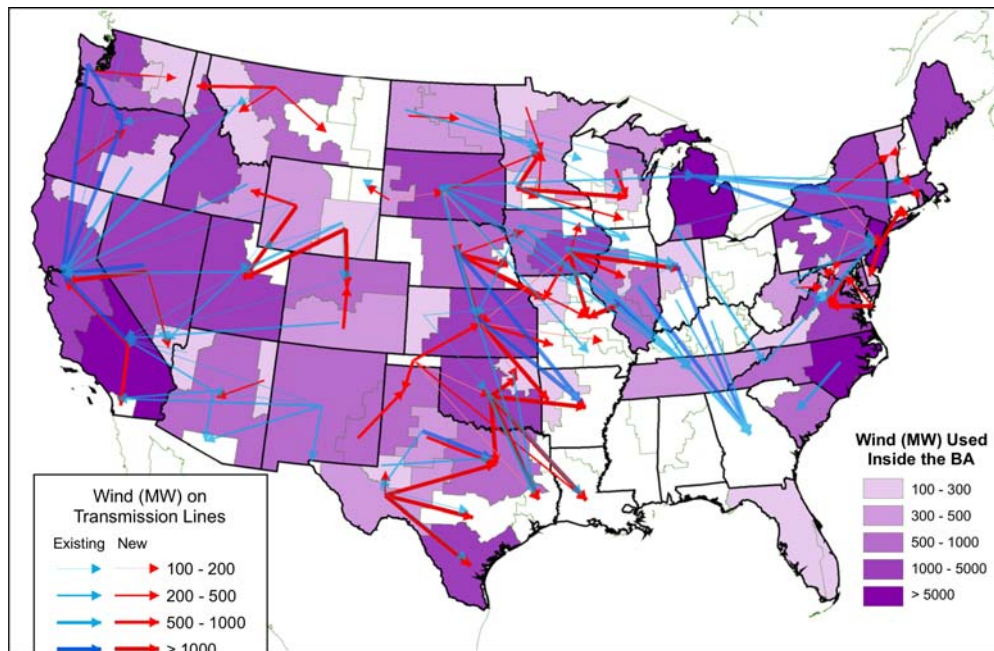 Wind (MW) Used
Inside the BA
100 - 300
300 - 500
500 - 1000
1000 - 5000
> 5000
Wind (MW) on
Transmission Lines
Existing New
100 - 200
200 - 500
500 - 1000
> 1000